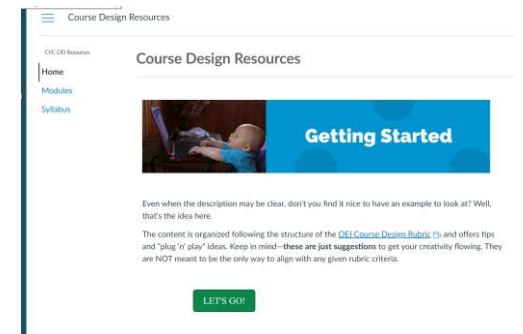 Course Design Resources
CVC-OEI Resources
Home
Modules
Syllabus
Course Design Resources
Getting Started
Even when the description may be clear, don't you find it nice to have an example to look at? Well,
that's the idea here.
The content is organized following the structure of the OEI Course Design Rubric and offers tips
and "plug 'n' play" ideas. Keep in mind—these are just suggestions to get your creativity flowing. They
are NOT meant to be the only way to align with any given rubric criteria.
LET'S GO!